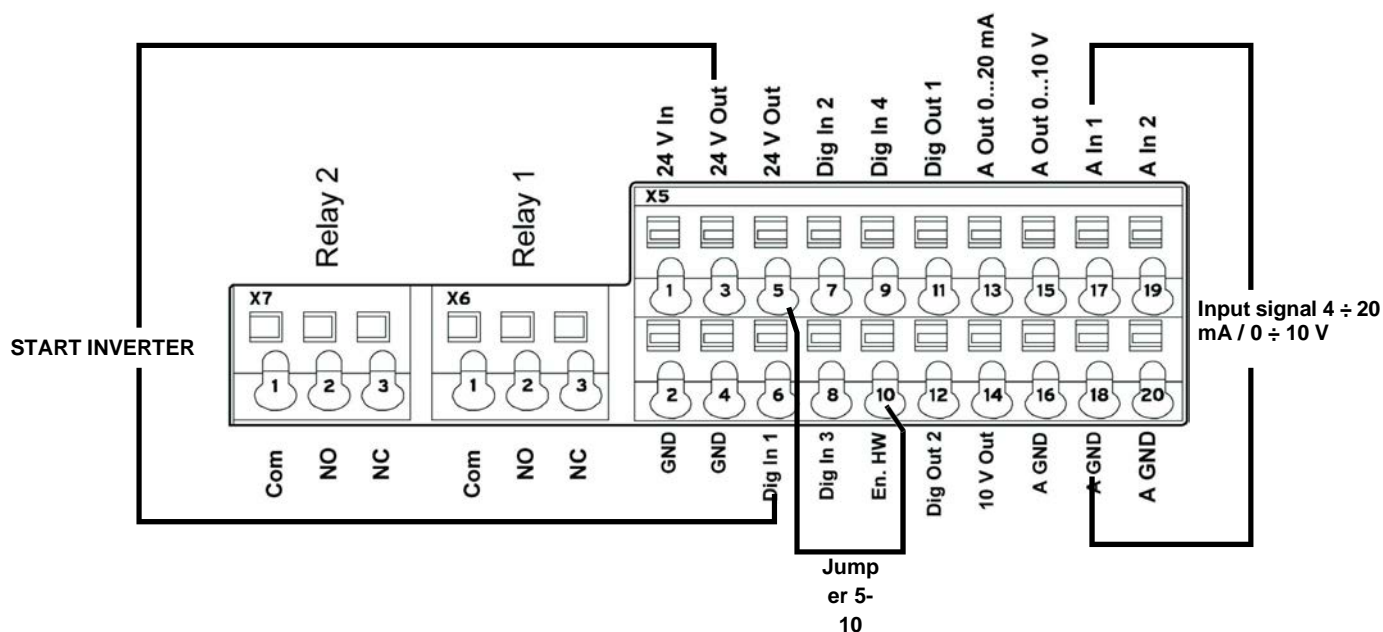 24 V In
24 V Out
24 V Out
Dig In 2
Dig In 4
Dig Out 1
A Out 0...20 mA
A Out 0...10 V
A In 1
A In 2
Relay 2
Relay 1
X5
1 3 5 7 9 11 13 15 17 19
X7
X6
Input signal 4 ÷ 20
mA / 0 ÷ 10 V
START INVERTER
1 2 3
1 2 3
2 4 6 8 10 12 14 16 18 20
Com
NO
NC
Com
NO
NC
GND
GND
Dig In 1
Dig In 3
En. HW
Dig Out 2
10 V Out
A GND
A GND
A GND
Jump
er 5-
10